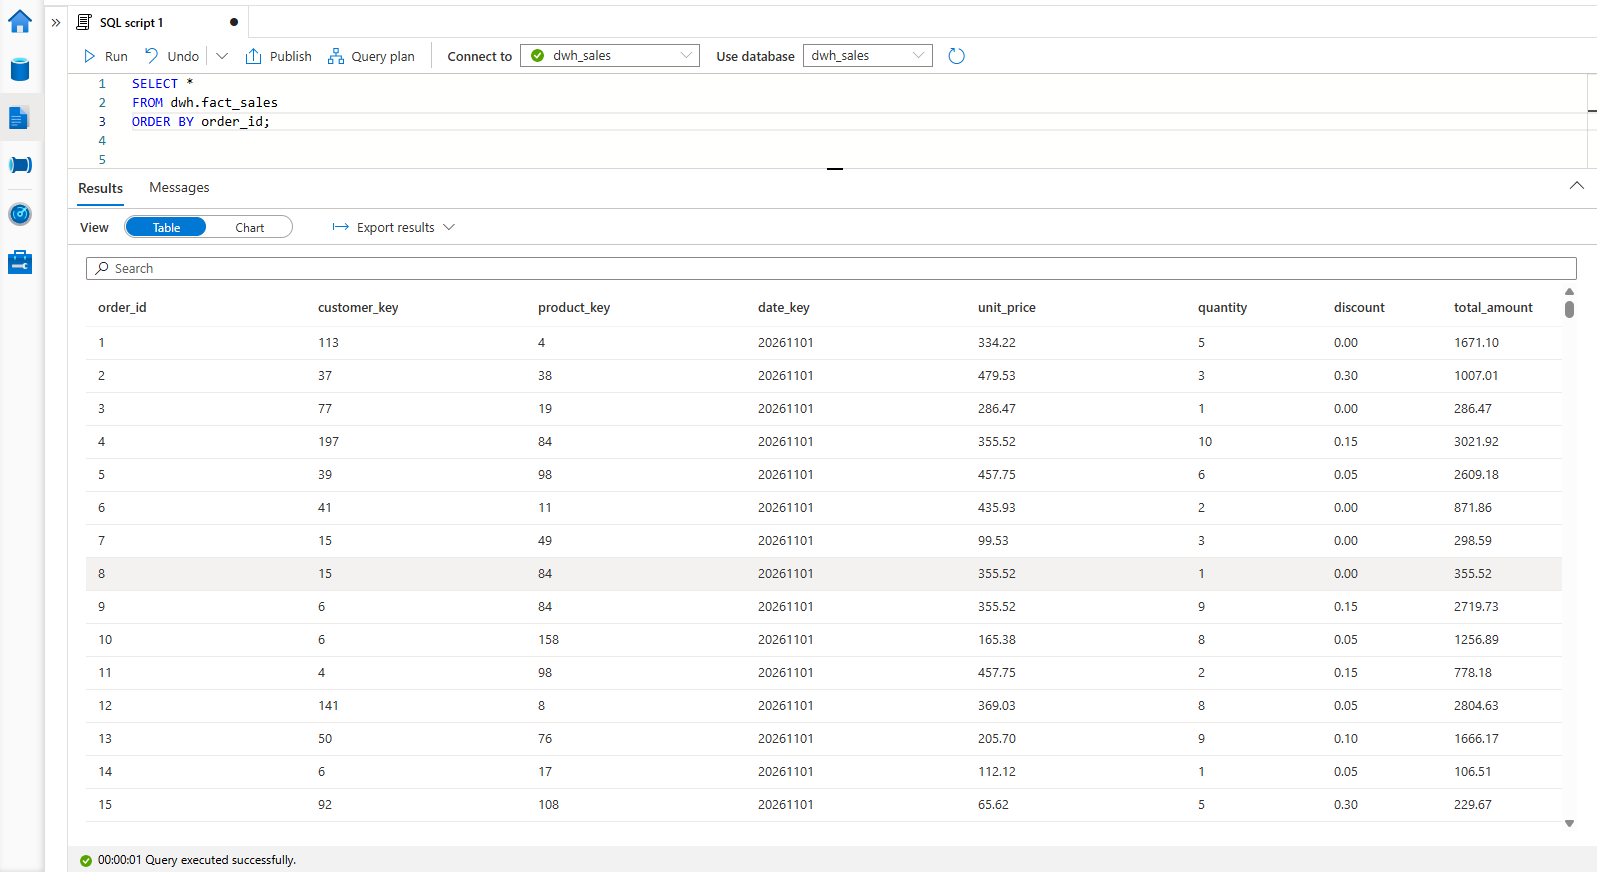 SQL script 1
Run Undo Publish Query plan Connect to dwh_sales Use database dwh_sales
1 SELECT *
2 FROM dwh.fact_sales
3 ORDER BY order_id;
4
5
Results Messages
View Table Chart Export results
Search
order_id customer_key product_key date_key unit_price quantity discount total_amount
1 113 4 20261101 334.22 5 0.00 1671.10
2 37 38 20261101 479.53 3 0.30 1007.01
3 77 19 20261101 286.47 1 0.00 286.47
4 197 84 20261101 355.52 10 0.15 3021.92
5 39 98 20261101 457.75 6 0.05 2609.18
6 41 11 20261101 435.93 2 0.00 871.86
7 15 49 20261101 99.53 3 0.00 298.59
8 15 84 20261101 355.52 1 0.00 355.52
9 6 84 20261101 355.52 9 0.15 2719.73
10 6 158 20261101 165.38 8 0.05 1256.89
11 4 98 20261101 457.75 2 0.15 778.18
12 141 8 20261101 369.03 8 0.05 2804.63
13 50 76 20261101 205.70 9 0.10 1666.17
14 6 17 20261101 112.12 1 0.05 106.51
15 92 108 20261101 65.62 5 0.30 229.67
00:00:01 Query executed successfully.